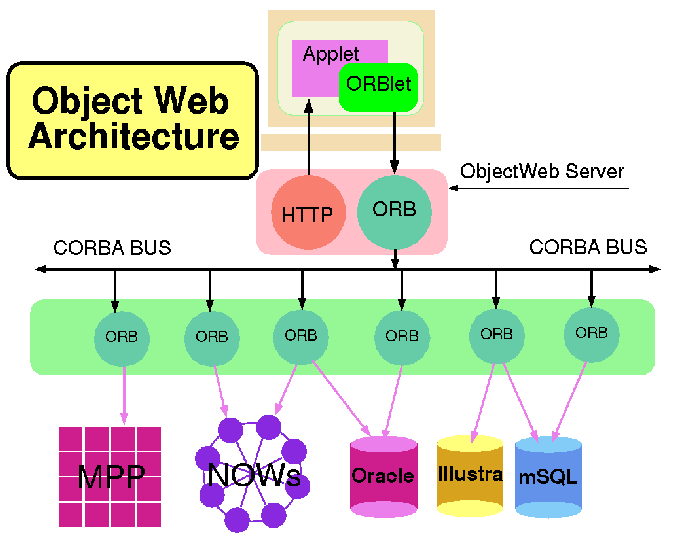 Applet
ORBlet
Object Web
Architecture
ObjectWeb Server
HTTP
ORB
CORBA BUS
CORBA BUS
ORB
ORB
ORB
ORB
ORB
ORB
MPP
NOWs
Oracle
Illustra
mSQL